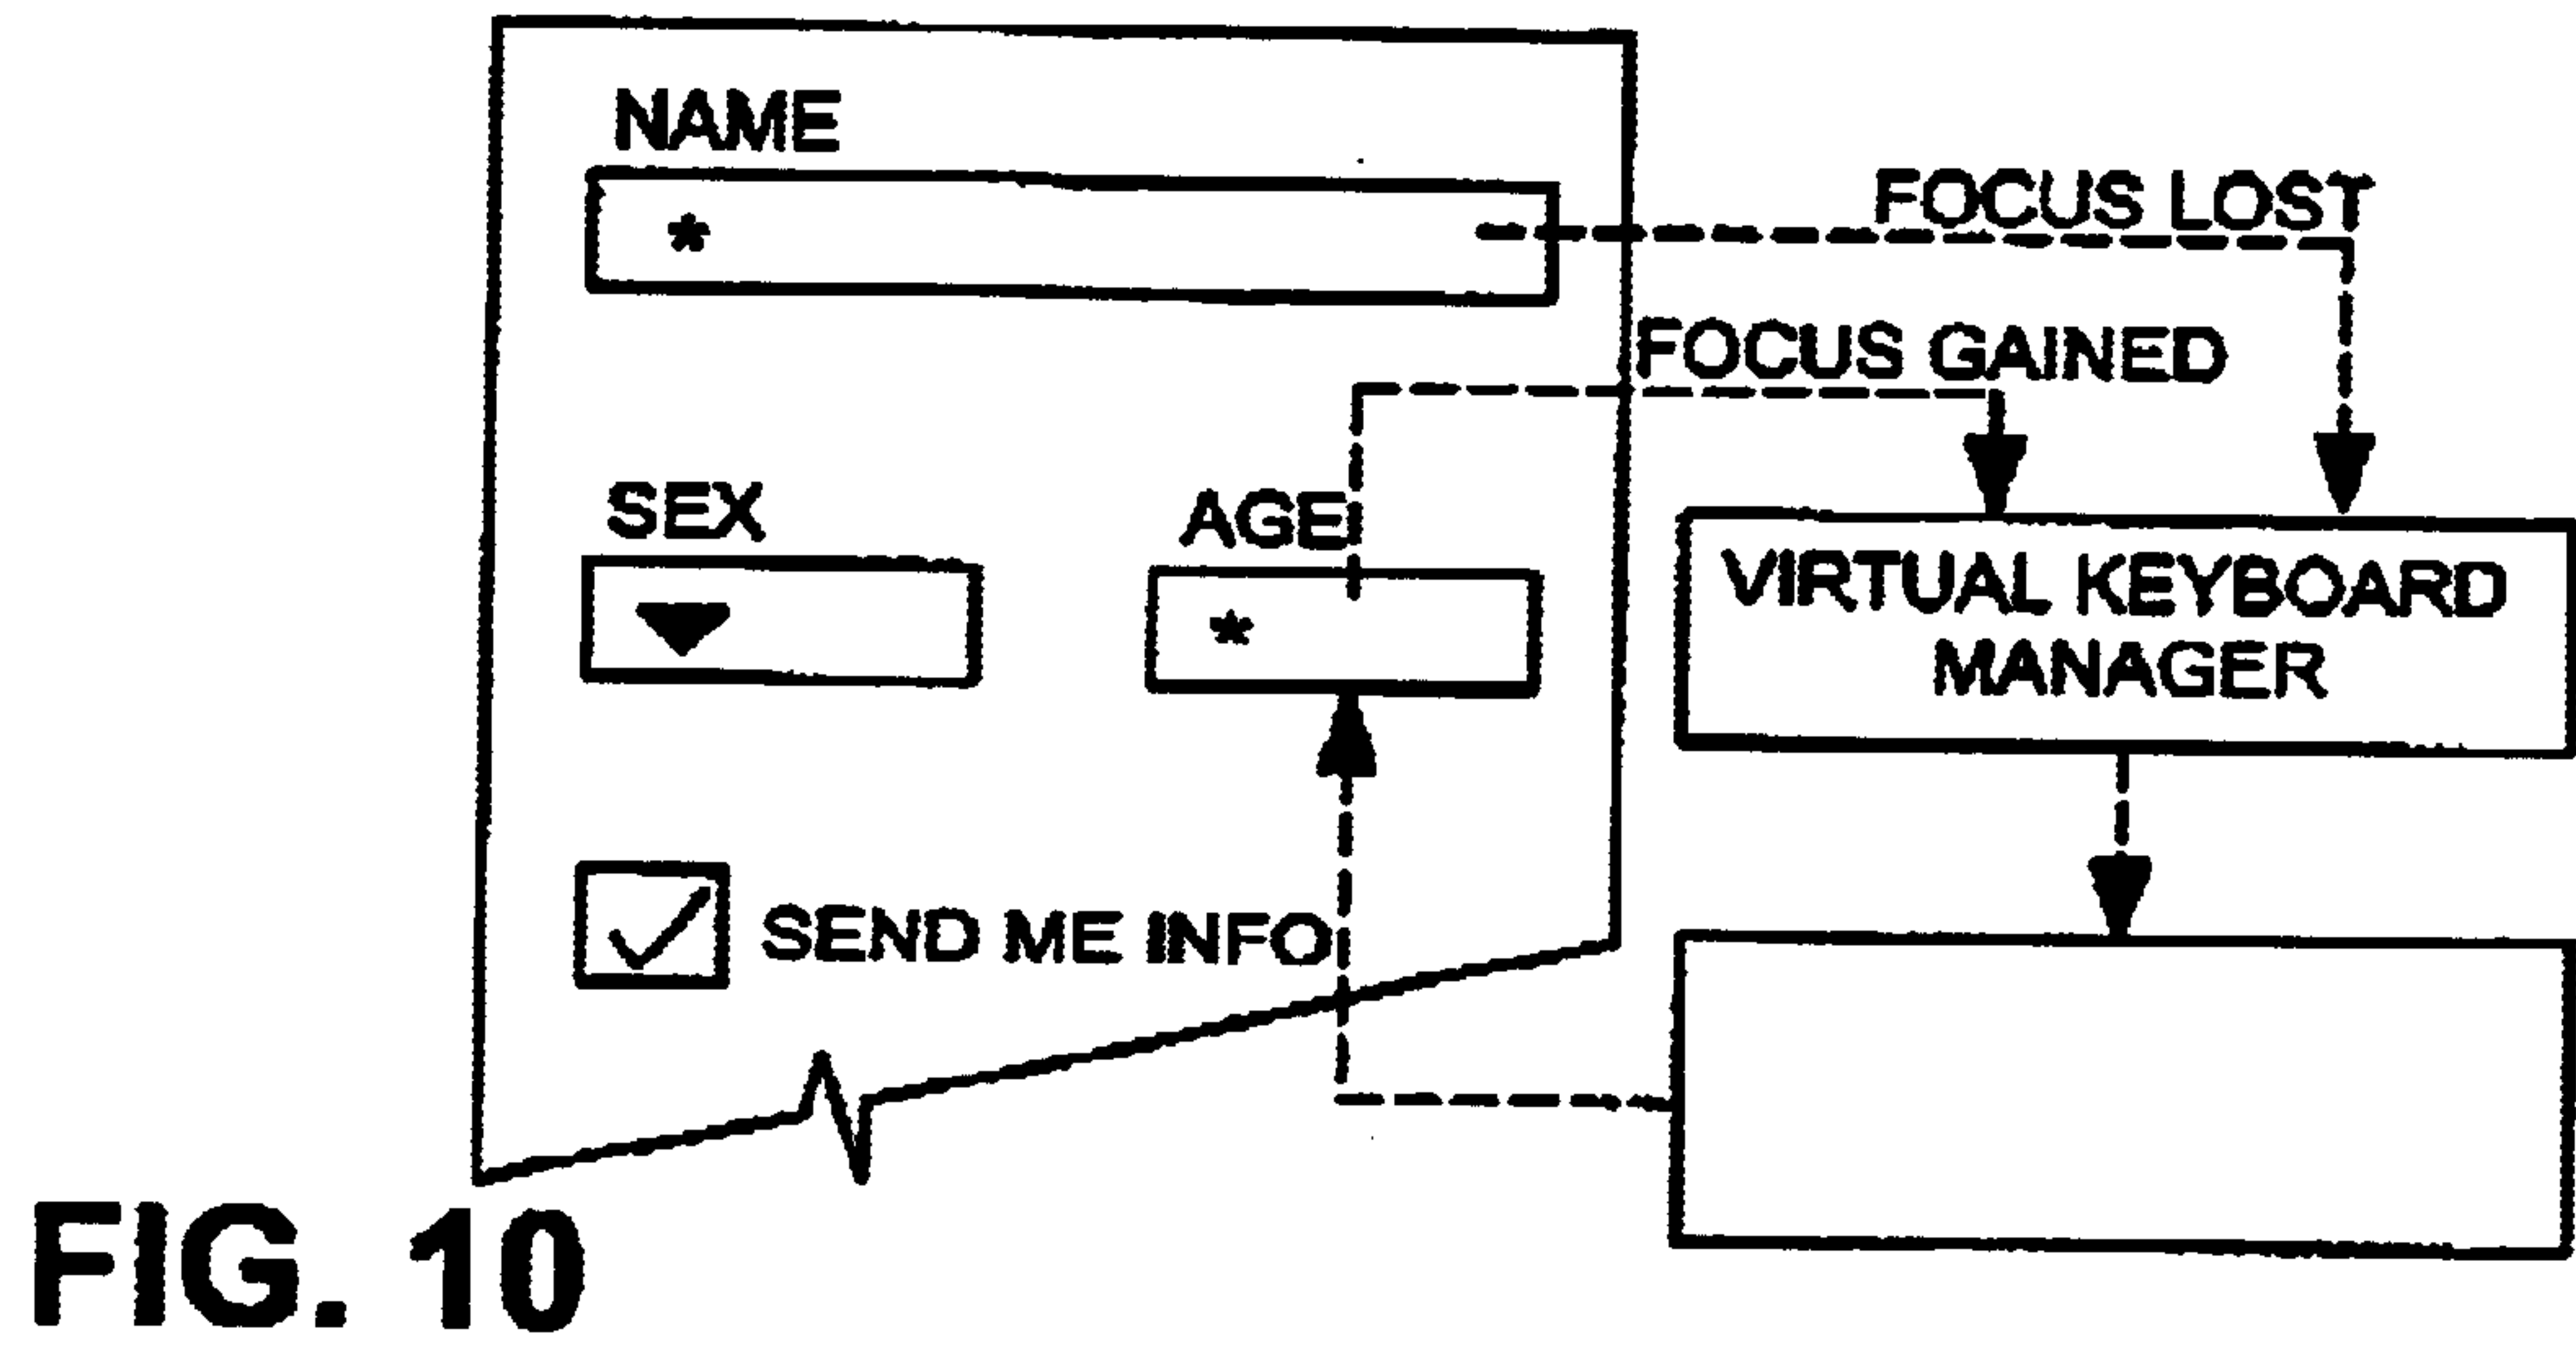 NAME
*
FOCUS LOST
FOCUS GAINED
SEX
AGE
*
VIRTUAL KEYBOARD
MANAGER
SEND ME INFO
FIG. 10